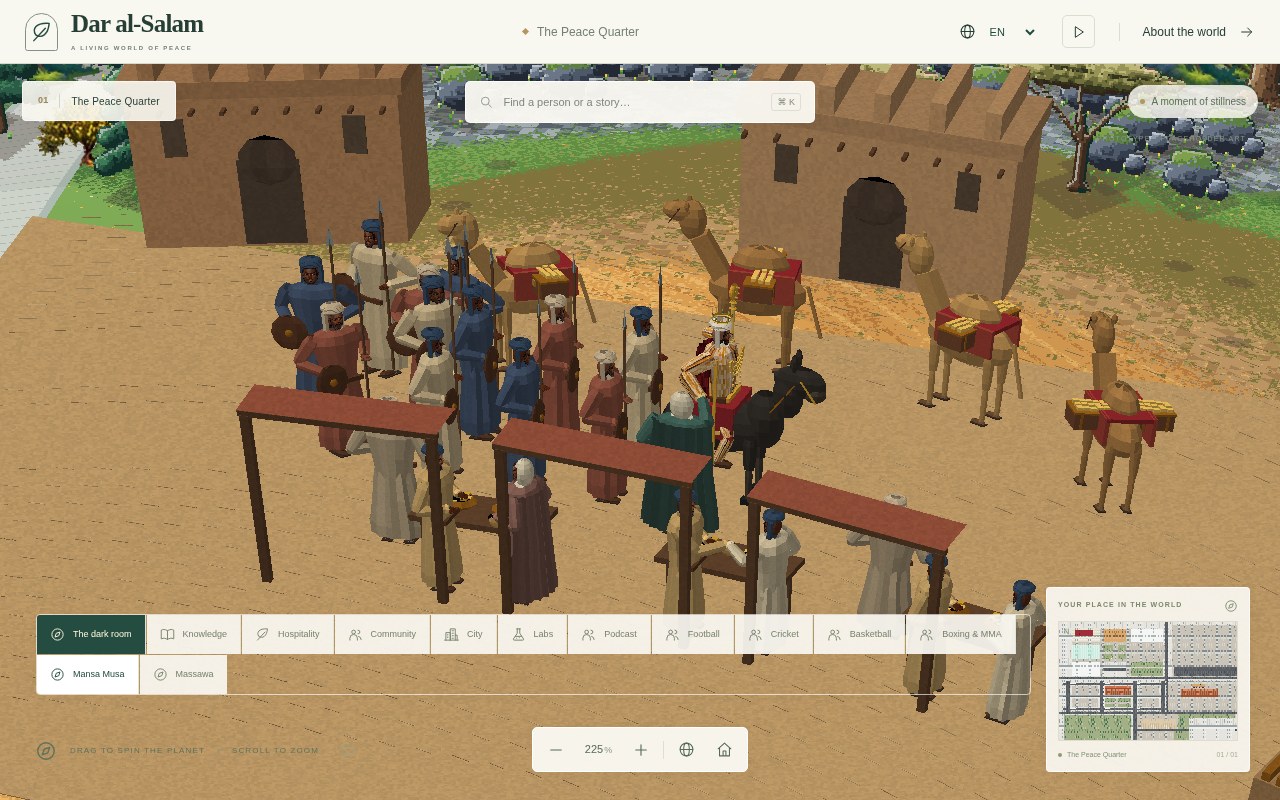 Dar al-Salam
A LIVING WORLD OF PEACE
The Peace Quarter
EN
About the world
01 The Peace Quarter
Find a person or a story…
⌘ K
A moment of stillness
The dark room
Knowledge
Hospitality
Community
City
Labs
Podcast
Football
Cricket
Basketball
Boxing & MMA
Mansa Musa
Massawa
YOUR PLACE IN THE WORLD
The Peace Quarter
01 / 01
DRAG TO SPIN THE PLANET
SCROLL TO ZOOM
225%